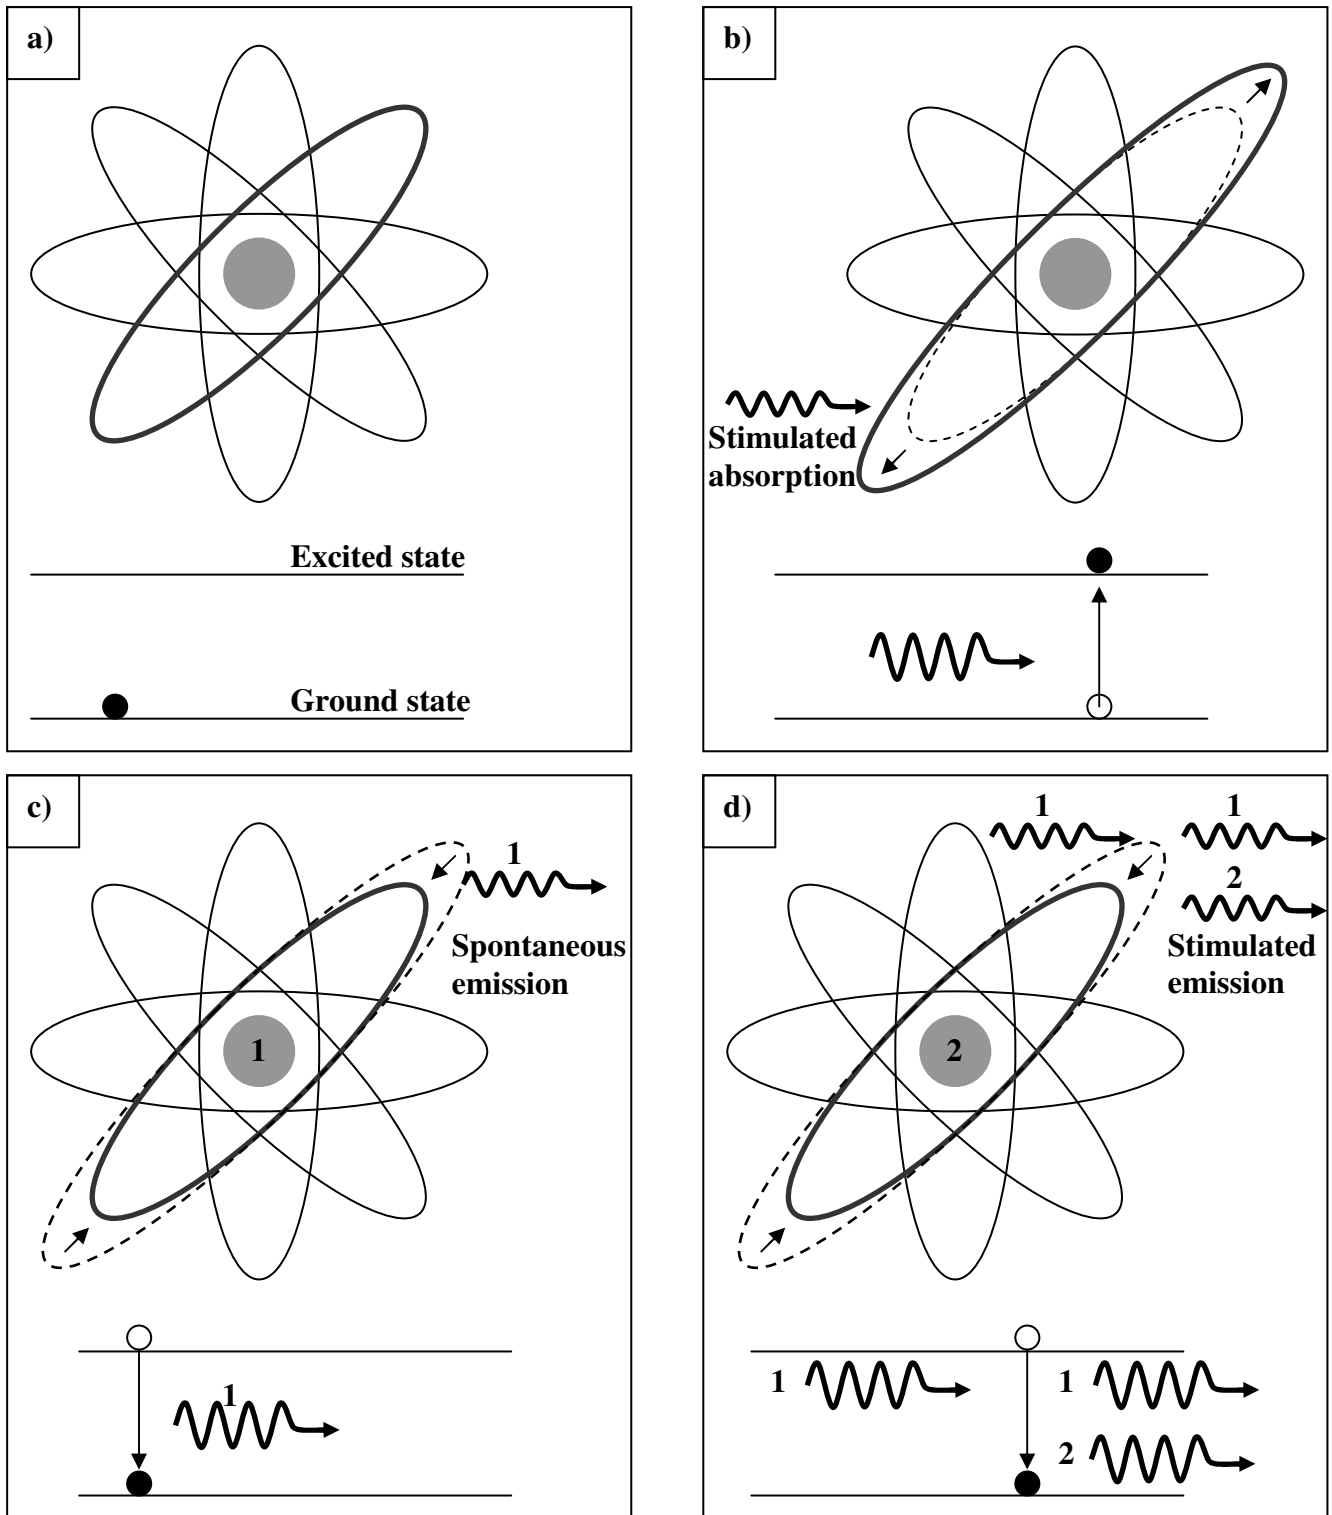 a)
Excited state
Ground state
b)
Stimulated
absorption
c)
1
Spontaneous
emission
1
1
d)
1
1
2
Stimulated
emission
2
1
1
2